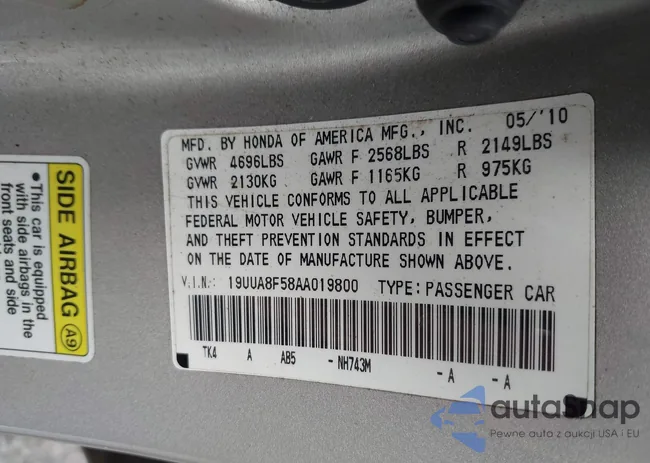 SIDE AIRBAG A9
•This car is equipped
with side airbags in the
front seats and side
MFD. BY HONDA OF AMERICA MFG., INC. 05/'10
GVWR 4696LBS GAWR F 2568LBS R 2149LBS
GVWR 2130KG GAWR F 1165KG R 975KG
THIS VEHICLE CONFORMS TO ALL APPLICABLE
FEDERAL MOTOR VEHICLE SAFETY, BUMPER,
AND THEFT PREVENTION STANDARDS IN EFFECT
ON THE DATE OF MANUFACTURE SHOWN ABOVE.
V.I.N.: 19UUA8F58AA019800 TYPE:PASSENGER CAR
TK4 A AB5 -NH743M -A -A
autaSnap
Pewne auta z aukcji USA i EU